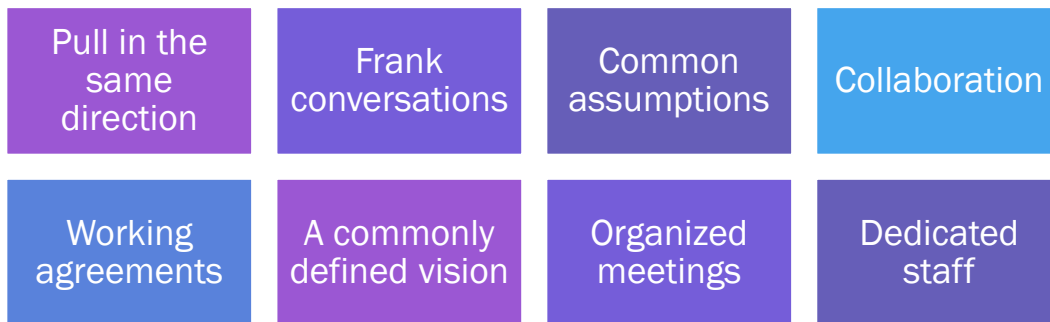 Pull in the
same
direction
Frank
conversations
Common
assumptions
Collaboration
Working
agreements
A commonly
defined vision
Organized
meetings
Dedicated
staff